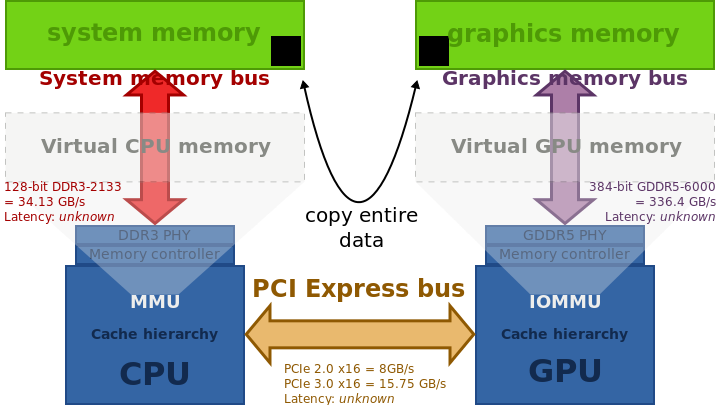 system memory
graphics memory
System memory bus
Graphics memory bus
Virtual CPU memory
Virtual GPU memory
128-bit DDR3-2133
= 34.13 GB/s
Latency: unknown
384-bit GDDR5-6000
= 336.4 GB/s
Latency: unknown
copy entire
data
DDR3 PHY
Memory controller
GDDR5 PHY
Memory controller
PCI Express bus
MMU
Cache hierarchy
CPU
IOMMU
Cache hierarchy
GPU
PCIe 2.0 x16 = 8GB/s
PCIe 3.0 x16 = 15.75 GB/s
Latency: unknown